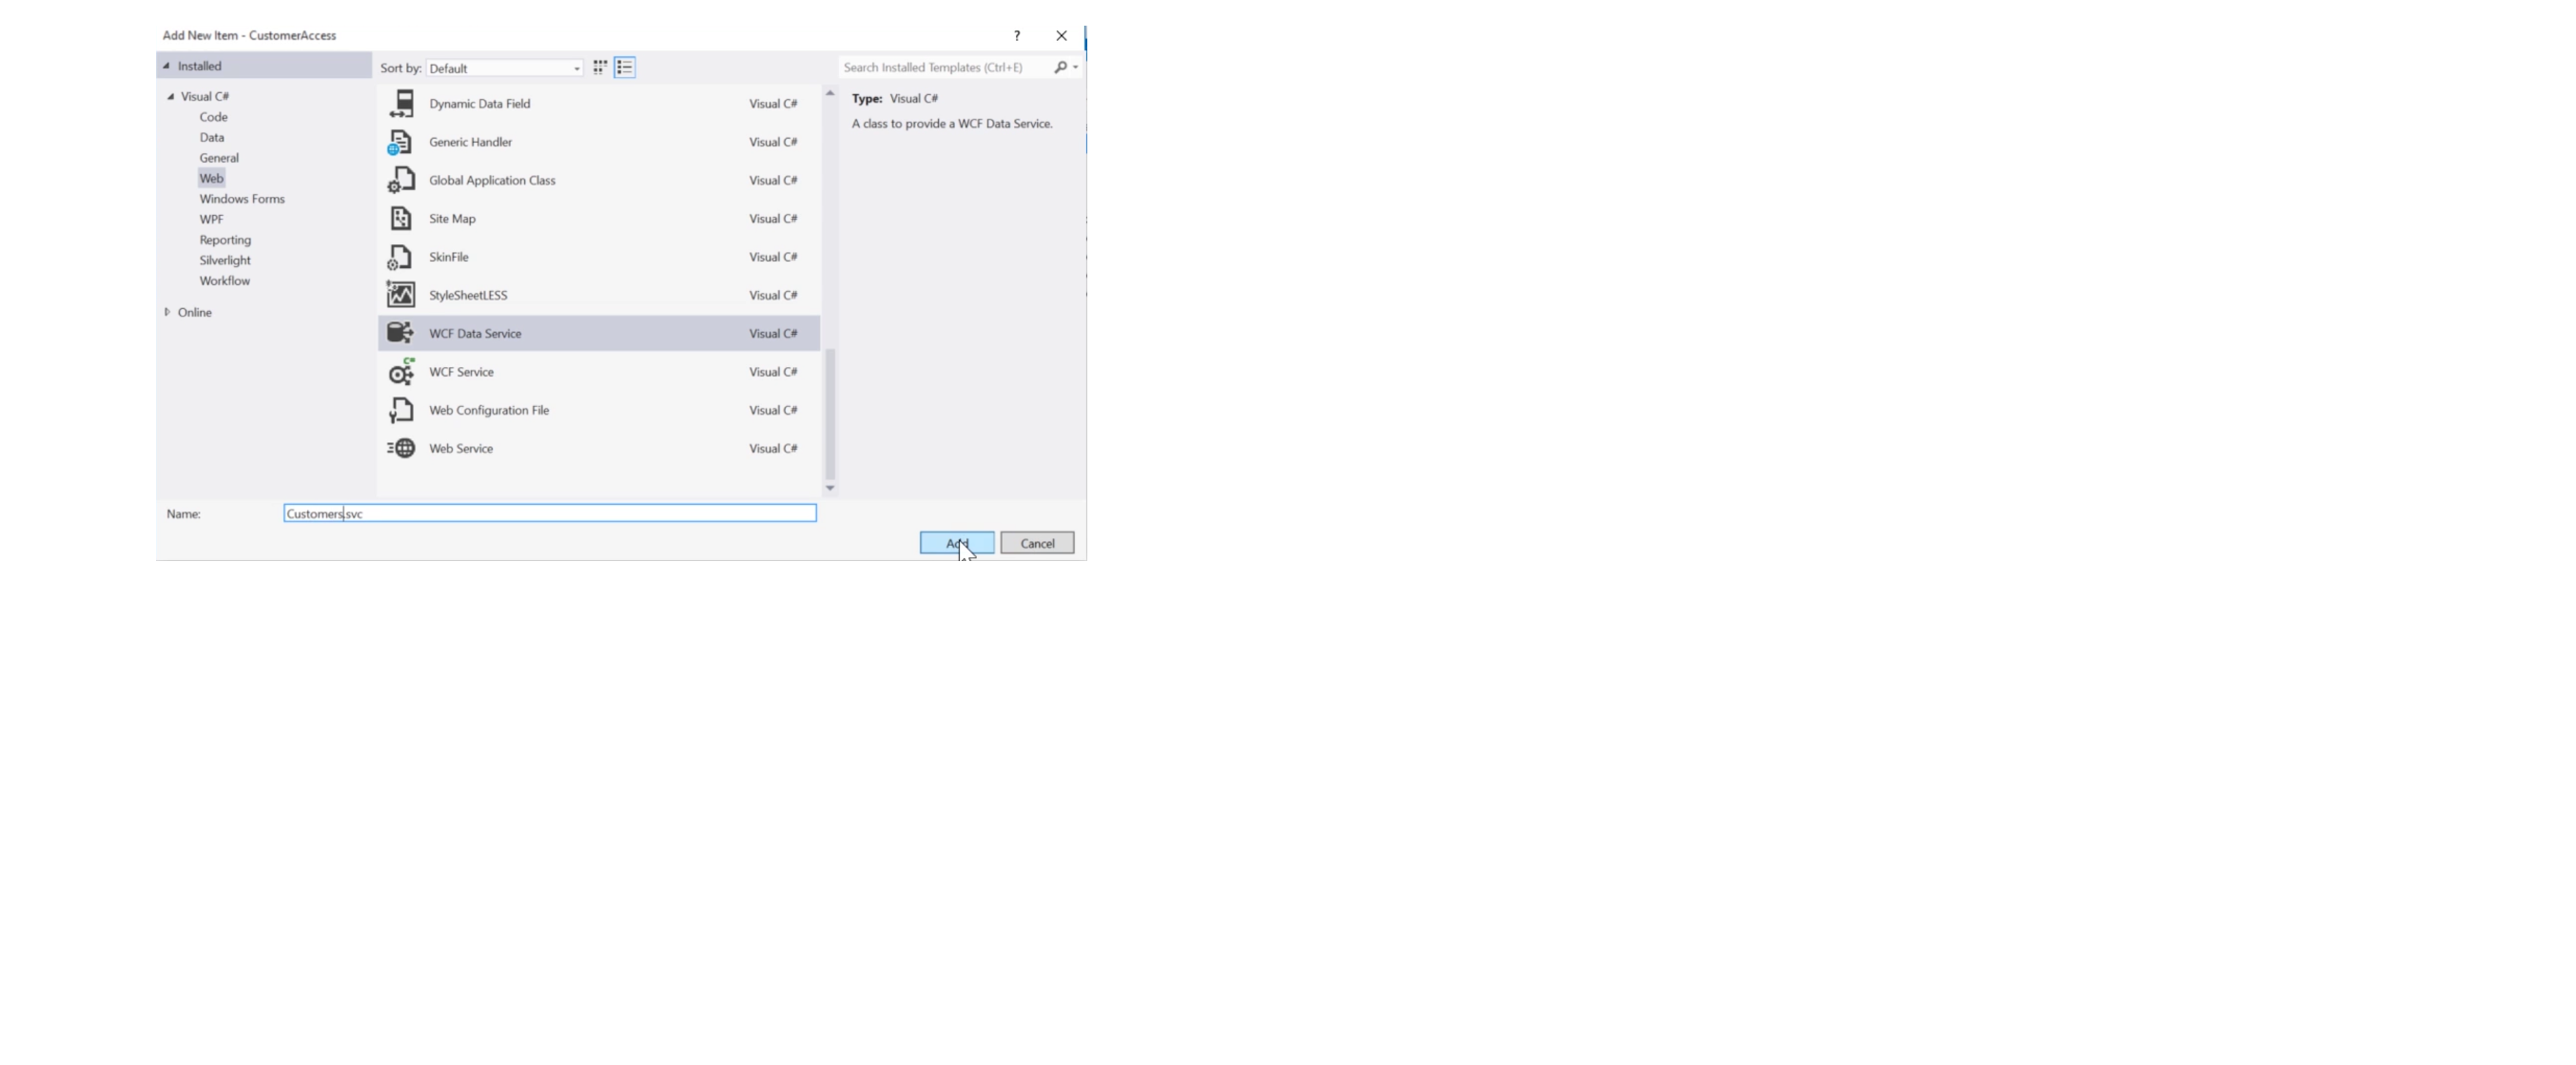 Add New Item - CustomerAccess
?
Installed
Sort by: Default
Search Installed Templates (Ctrl+E)
Visual C#
Code
Data
General
Web
Windows Forms
WPF
Reporting
Silverlight
Workflow
Online
Dynamic Data Field Visual C#
Generic Handler Visual C#
Global Application Class Visual C#
Site Map Visual C#
SkinFile Visual C#
StyleSheetLESS Visual C#
WCF Data Service Visual C#
WCF Service Visual C#
Web Configuration File Visual C#
Web Service Visual C#
Type: Visual C#
A class to provide a WCF Data Service.
Name: Customers.svc
Add Cancel